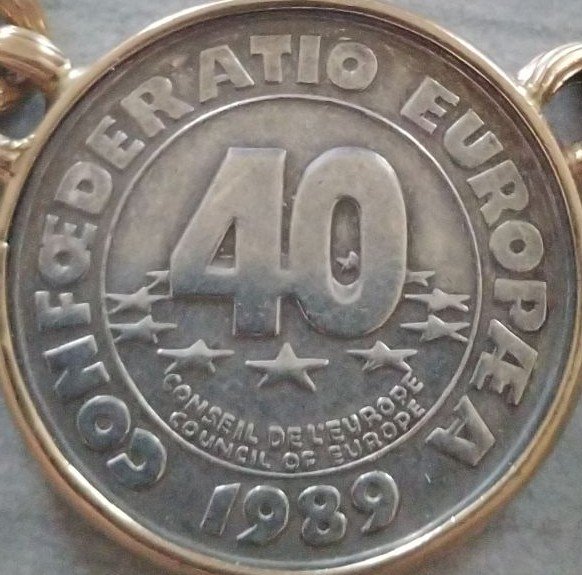 CONFŒDERATIO EUROPÆA
40
CONSEIL DE L'EUROPE
COUNCIL OF EUROPE
1989